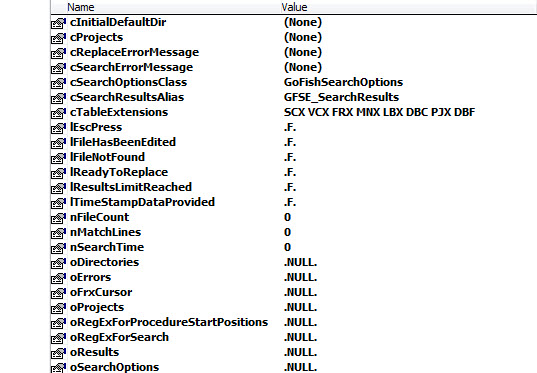 Name Value
cInitialDefaultDir (None)
cProjects (None)
cReplaceErrorMessage (None)
cSearchErrorMessage (None)
cSearchOptionsClass GoFishSearchOptions
cSearchResultsAlias GFSE_SearchResults
cTableExtensions SCX VCX FRX MNX LBX DBC PJX DBF
lEscPress .F.
lFileHasBeenEdited .F.
lFileNotFound .F.
lReadyToReplace .F.
lResultsLimitReached .F.
lTimeStampDataProvided .F.
nFileCount 0
nMatchLines 0
nSearchTime 0
oDirectories .NULL.
oErrors .NULL.
oFrxCursor .NULL.
oProjects .NULL.
oRegExForProcedureStartPositions .NULL.
oRegExForSearch .NULL.
oResults .NULL.
oSearchOptions .NULL.